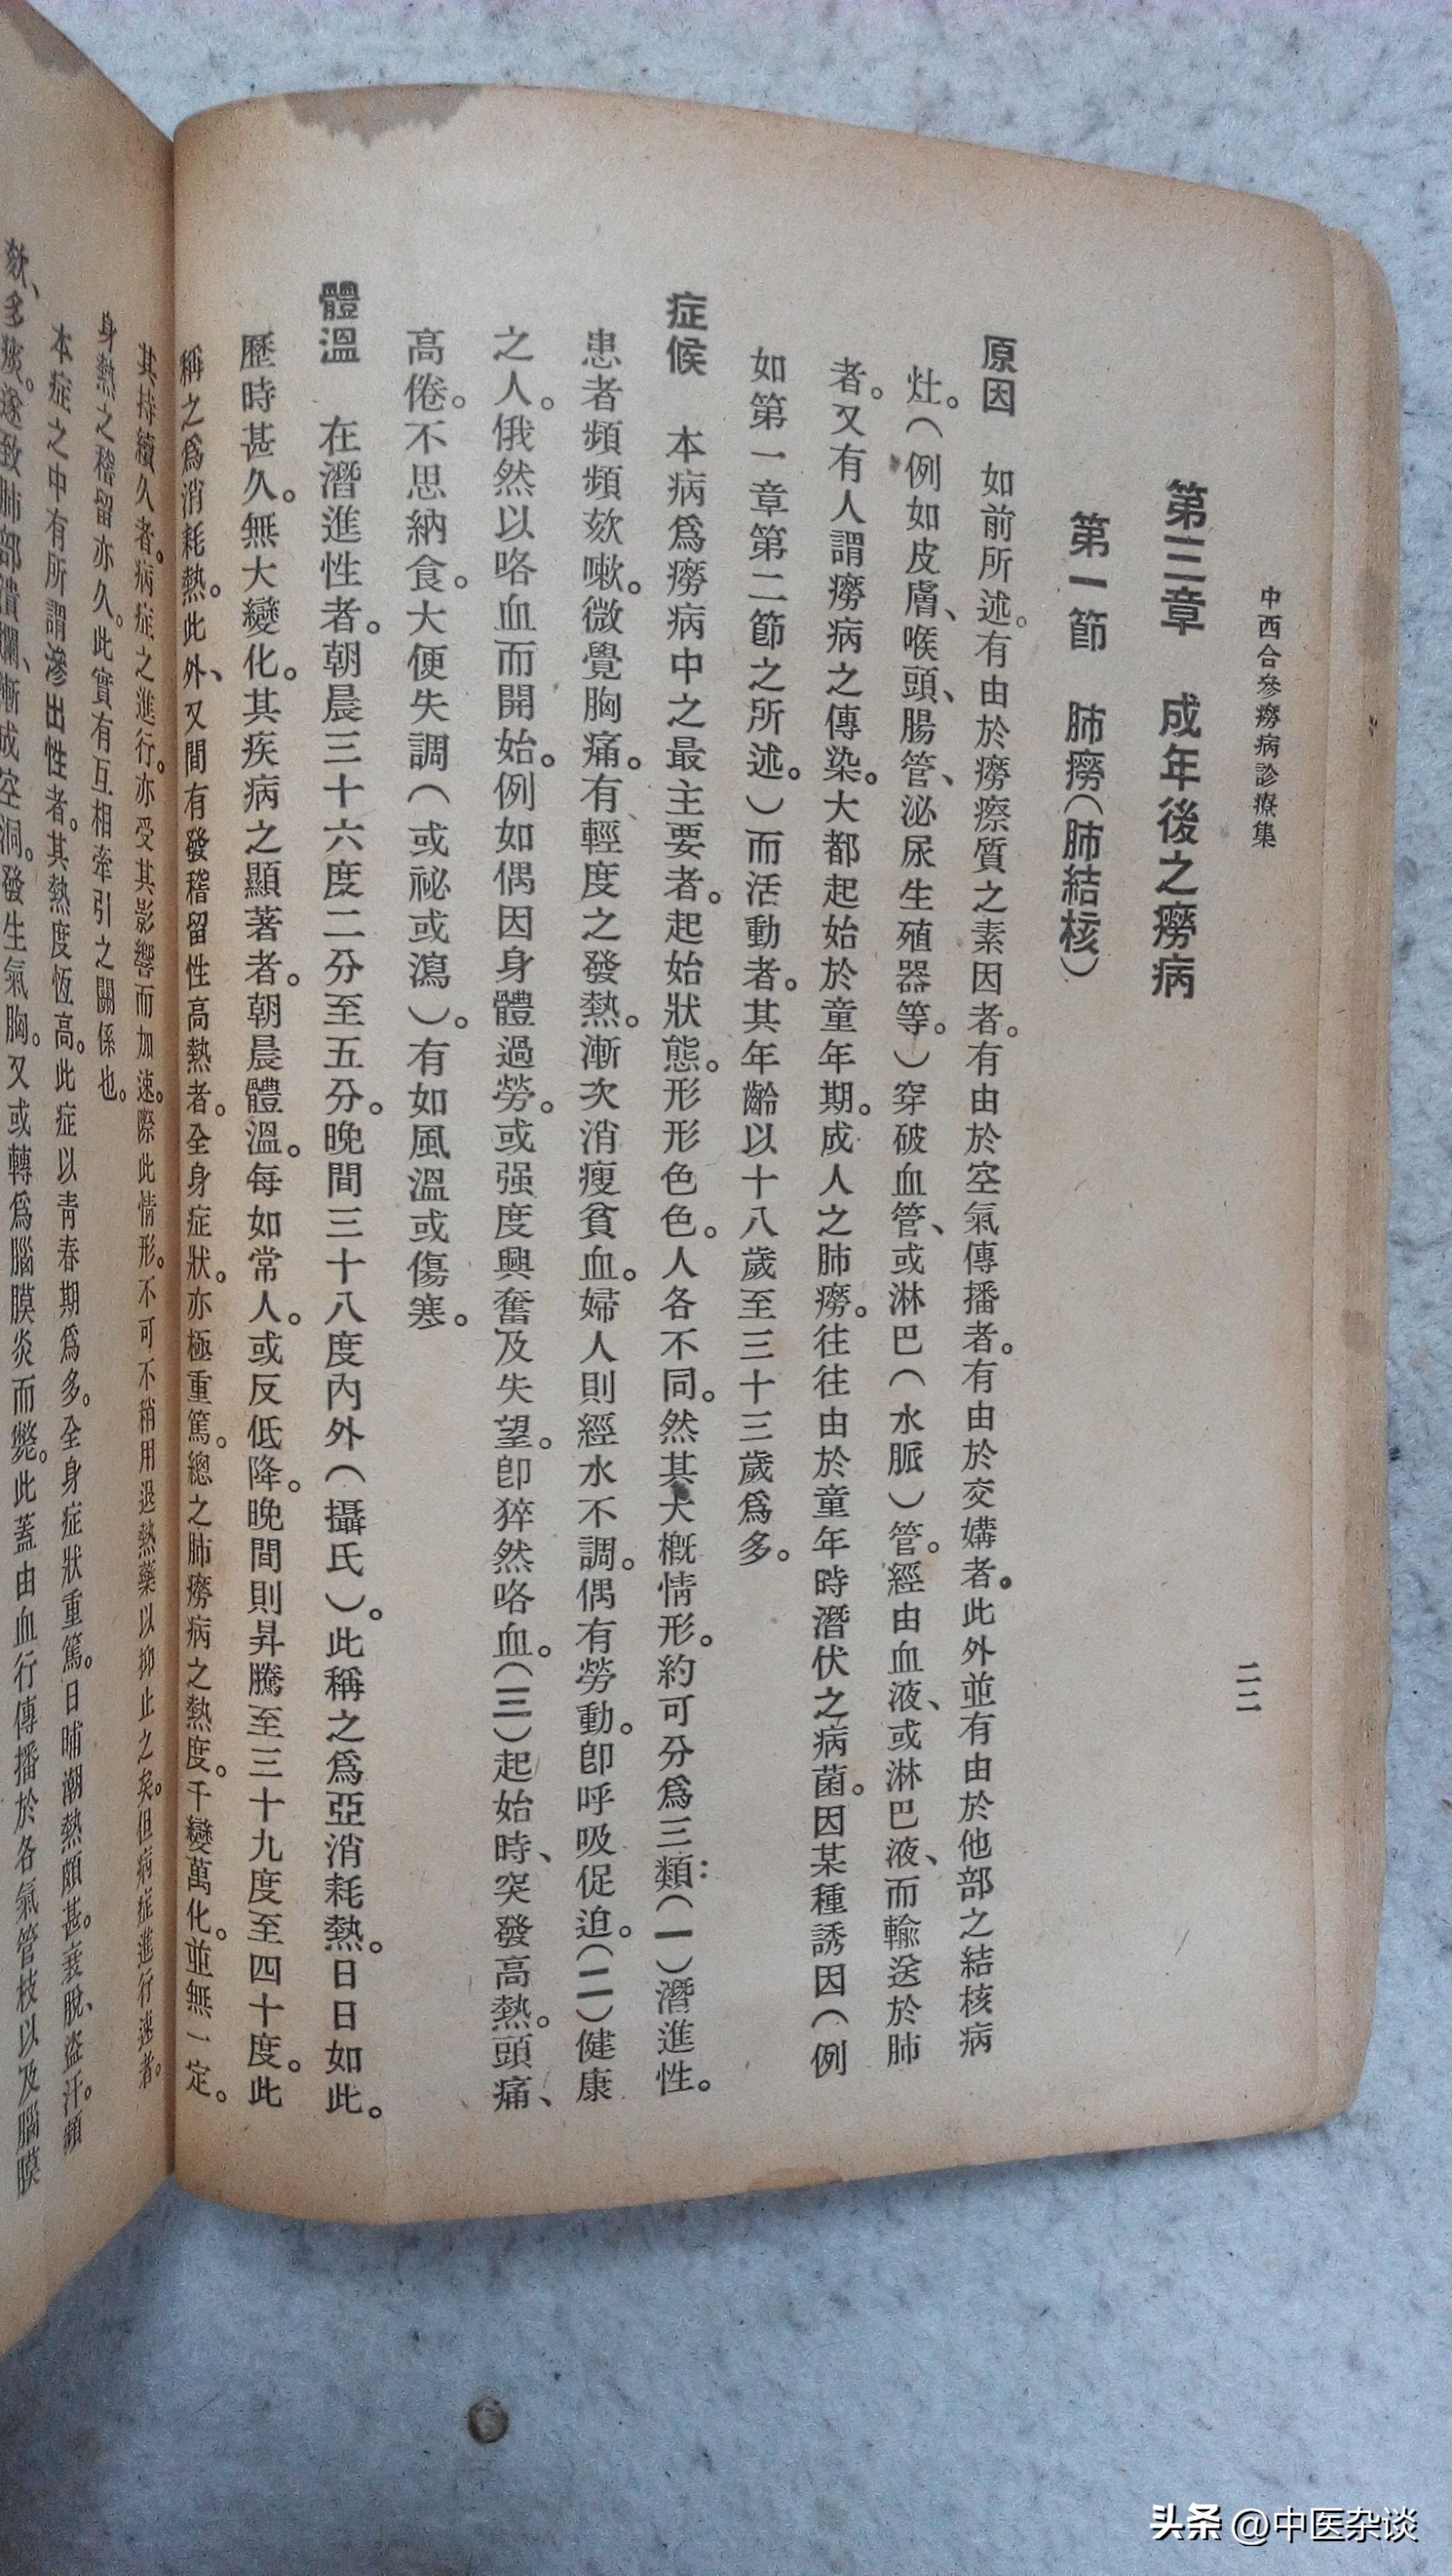 中西合參癆病診療集
二二
第三章　成年後之癆病
第一節　肺癆（肺結核）
原因　如前所述。有由於癆瘵質之素因者。有由於空氣傳播者。有由於交媾者。此外並有由於他部之結核病
灶。（例如皮膚、喉頭、腸管、泌尿生殖器等。）穿破血管、或淋巴（水脈）管。經由血液、或淋巴液、而輸送於肺
者。又有人謂癆病之傳染。大都起始於童年期。成人之肺癆。往往由於童年時潛伏之病菌。因某種誘因（例
如第一章第二節之所述。）而活動者。其年齡以十八歲至三十三歲為多。
症候　本病為癆病中之最主要者。起始狀態。形形色色。人各不同。然其大概情形。約可分為三類：（一）潛進性。
患者頻頻欬嗽。微覺胸痛。有輕度之發熱。漸次消瘦貧血。婦人則經水不調。偶有勞動。卽呼吸促迫。（二）健康
之人。俄然以咯血而開始。例如偶因身體過勞。或强度興奮及失望。卽猝然咯血。（三）起始時、突發高熱。頭痛、
高倦。不思納食。大便失調（或祕或瀉）。有如風溫或傷寒。
體溫　在潛進性者。朝晨三十六度二分至五分。晚間三十八度內外（攝氏）。此稱之為亞消耗熱。日日如此。
歷時甚久。無大變化。其疾病之顯著者。朝晨體溫。每如常人。或反低降。晚間則昇騰至三十九度至四十度。此
稱之為消耗熱。此外、又間有發稽留性高熱者。全身症狀。亦極重篤。總之肺癆病之熱度。千變萬化。並無一定。
其持續久者。病症之進行。亦受其影響而加速。際此情形。不可不稍用退熱藥以抑止之矣。但病症進行速者。
身熱之稽留亦久。此實有互相牽引之關係也。
本症之中有所謂滲出性者。其熱度恆高。此症以靑春期為多。全身症狀重篤。日晡潮熱頗甚。衰脫、盜汗。頻
欬、多痰。遂致肺部潰爛、漸成空洞。發生氣胸。又或轉為腦膜炎而斃。此蓋由血行傳播於各氣管枝以及腦膜
头条 @中医杂谈